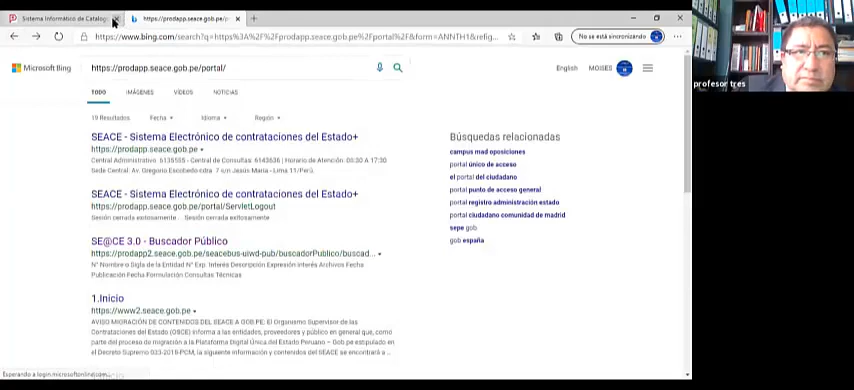 Sistema Informático de Catálogo
https://prodapp.seace.gob.pe/p
https://www.bing.com/search?q=https%3A%2F%2Fprodapp.seace.gob.pe%2Fportal%2F&form=ANNTH1&refig...
No se está sincronizando
profesor tres
Microsoft Bing
https://prodapp.seace.gob.pe/portal/
English
MOISES
TODO
IMÁGENES
VIDEOS
NOTICIAS
19 Resultados
Fecha
Idioma
Región
SEACE - Sistema Electrónico de contrataciones del Estado+
https://prodapp.seace.gob.pe
Central Administrativo 6135555 - Central de Consultas: 6143636 | Horario de Atención :00:30 A 17:30
Sede Central: Av. Gregorio Escobedo cdra 7 s/n Jesús María - Lima 11/Perú.
SEACE - Sistema Electrónico de contrataciones del Estado+
https://prodapp.seace.gob.pe/portal/ServletLogout
Sesión cerrada exitosamente . Sesión cerrada exitosamente
SE@CE 3.0 - Buscador Público
https://prodapp2.seace.gob.pe/seacebus-uiwd-pub/buscadorPublico/buscad...
N° Nombre o Sigla de la Entidad N° Exp. Interés Descripción Expresión interés Archivos Fecha
Publicación Fecha Formulación Consultas Técnicas
1.Inicio
https://www2.seace.gob.pe
AVISO MIGRACIÓN DE CONTENIDOS DEL SEACE A GOB.PE: El Organismo Supervisor de las
Contrataciones del Estado (OSCE) informa a las entidades, proveedores y público en general que, como
parte del proceso de migración a la Plataforma Digital Única del Estado Peruano – Gob.pe estipulado en
el Decreto Supremo 033-2018-PCM, la siguiente información y contenidos del SEACE se encontrará a ...
Búsquedas relacionadas
campus mad oposiciones
portal único de acceso
el portal del ciudadano
portal punto de acceso general
portal registro administración estado
portal ciudadano comunidad de madrid
sepe gob
gob españa
Esperando a login.microsoftonline.com...